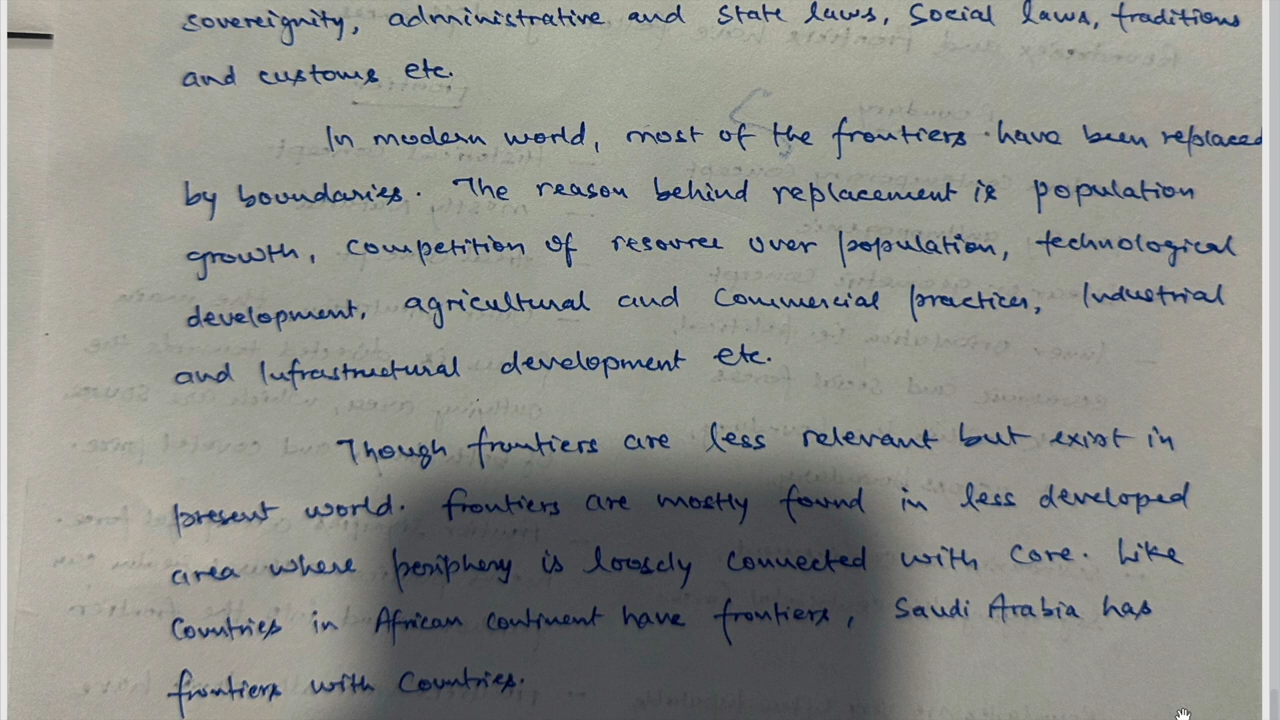 sovereignity, administrative and State laws, Social laws, traditions
and customs etc.
In modern world, most of the frontiers have been replaced
by boundaries. The reason behind replacement is population
growth, competition of resource over population, technological
development, agricultural and Commercial practices, Industrial
and Infrastructural development etc.
Though frontiers are less relevant but exist in
present world. frontiers are mostly found in less developed
area where periphery is loosely connected with Core. Like
Countries in African continent have frontiers, Saudi Arabia has
frontiers with Countries.